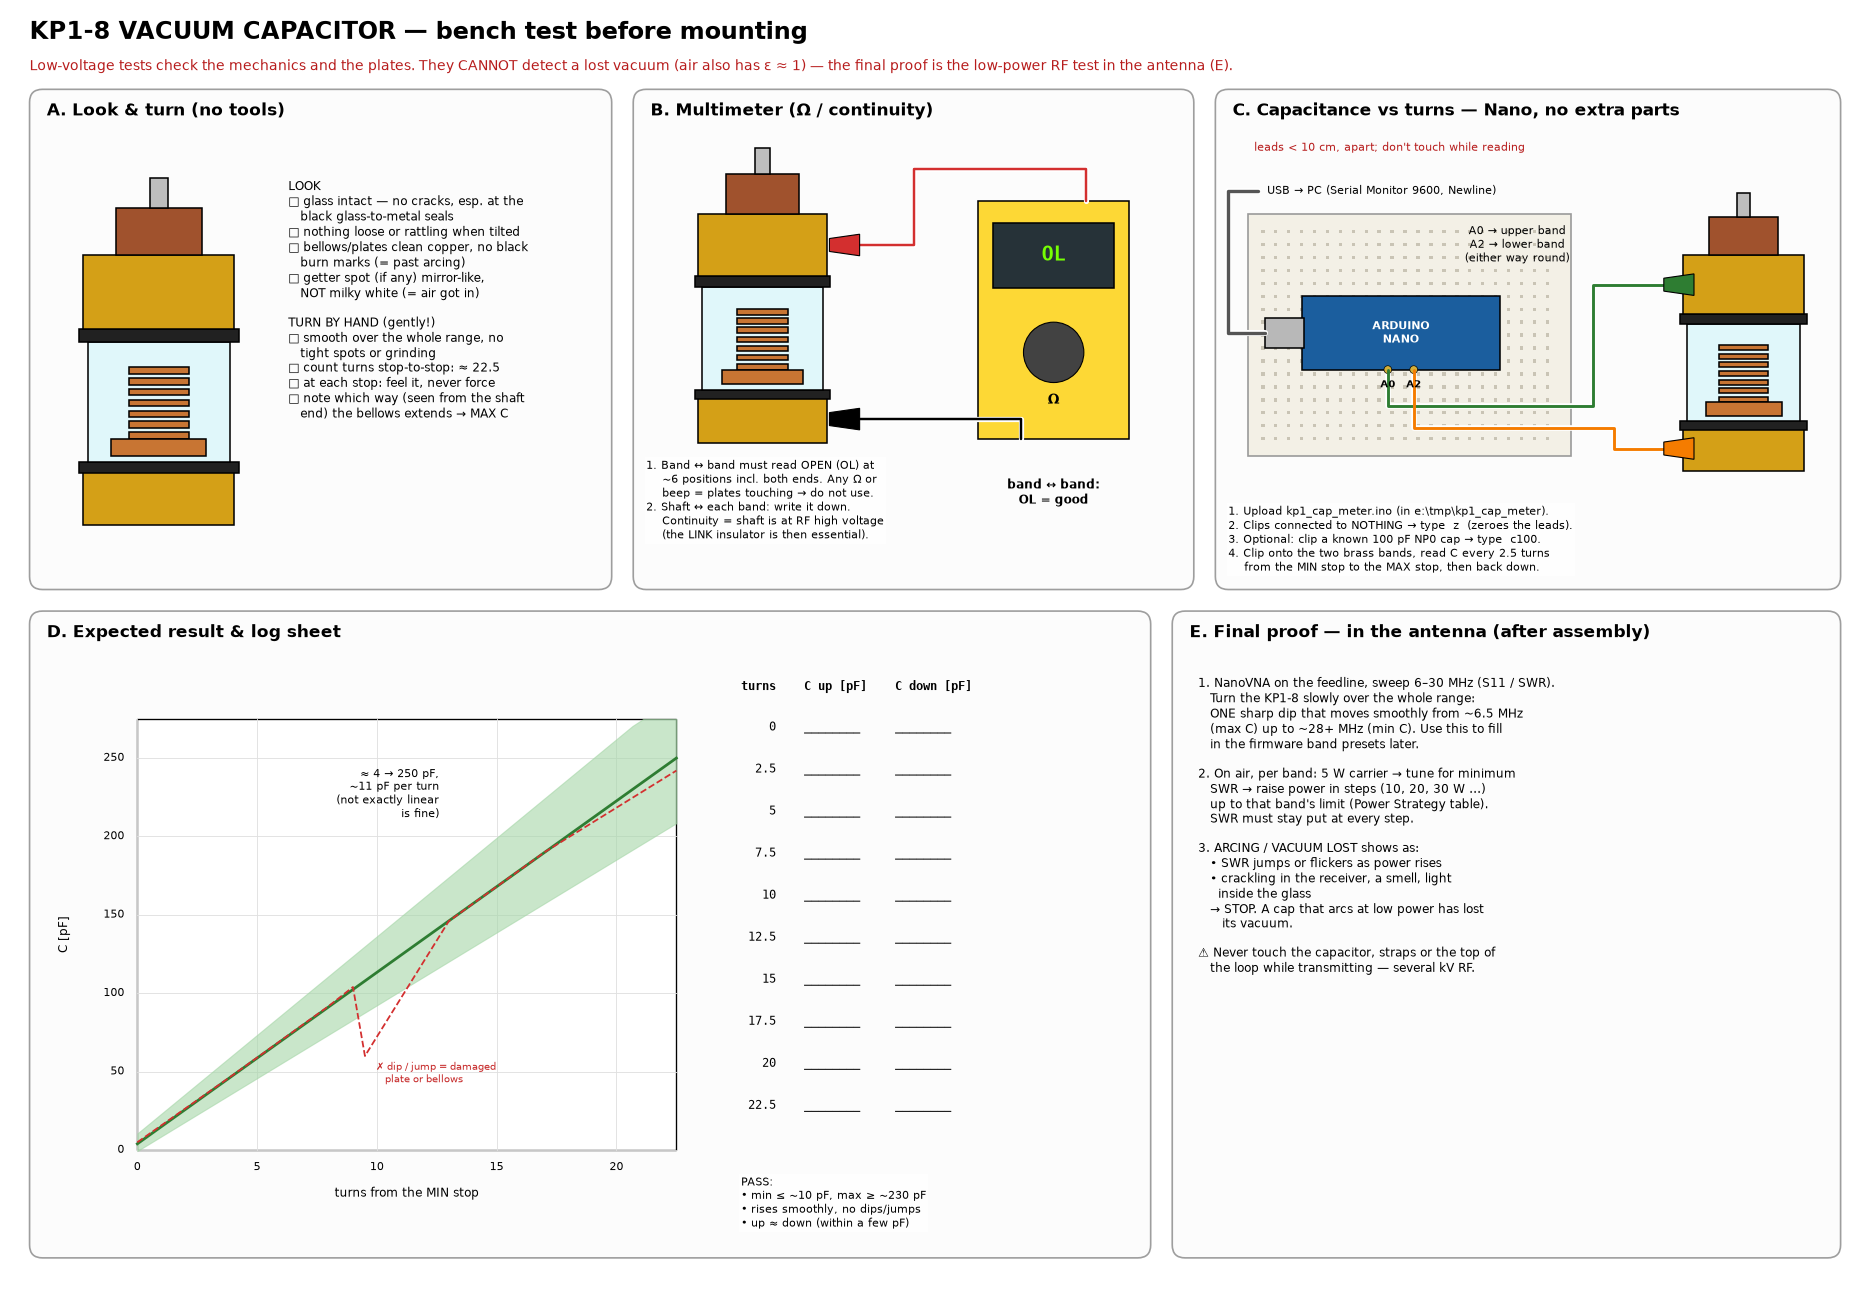 KP1-8 VACUUM CAPACITOR — bench test before mounting
Low-voltage tests check the mechanics and the plates. They CANNOT detect a lost vacuum (air also has ε ≈ 1) — the final proof is the low-power RF test in the antenna (E).
A. Look & turn (no tools)
LOOK
□ glass intact — no cracks, esp. at the
black glass-to-metal seals
□ nothing loose or rattling when tilted
□ bellows/plates clean copper, no black
burn marks (= past arcing)
□ getter spot (if any) mirror-like,
NOT milky white (= air got in)
TURN BY HAND (gently!)
□ smooth over the whole range, no
tight spots or grinding
□ count turns stop-to-stop: ≈ 22.5
□ at each stop: feel it, never force
□ note which way (seen from the shaft
end) the bellows extends → MAX C
B. Multimeter (Ω / continuity)
OL
Ω
1. Band ↔ band must read OPEN (OL) at
~6 positions incl. both ends. Any Ω or
beep = plates touching → do not use.
2. Shaft ↔ each band: write it down.
Continuity = shaft is at RF high voltage
(the LINK insulator is then essential).
band ↔ band:
OL = good
C. Capacitance vs turns — Nano, no extra parts
leads < 10 cm, apart; don't touch while reading
USB → PC (Serial Monitor 9600, Newline)
A0 → upper band
A2 → lower band
(either way round)
ARDUINO
NANO
A0 A2
1. Upload kp1_cap_meter.ino (in e:\tmp\kp1_cap_meter).
2. Clips connected to NOTHING → type z (zeroes the leads).
3. Optional: clip a known 100 pF NP0 cap → type c100.
4. Clip onto the two brass bands, read C every 2.5 turns
from the MIN stop to the MAX stop, then back down.
D. Expected result & log sheet
C [pF]
250
200
150
100
50
0
0 5 10 15 20
turns from the MIN stop
≈ 4 → 250 pF,
~11 pF per turn
(not exactly linear
is fine)
✗ dip / jump = damaged
plate or bellows
turns C up [pF] C down [pF]
0 ________ ________
2.5 ________ ________
5 ________ ________
7.5 ________ ________
10 ________ ________
12.5 ________ ________
15 ________ ________
17.5 ________ ________
20 ________ ________
22.5 ________ ________
PASS:
• min ≤ ~10 pF, max ≥ ~230 pF
• rises smoothly, no dips/jumps
• up ≈ down (within a few pF)
E. Final proof — in the antenna (after assembly)
1. NanoVNA on the feedline, sweep 6–30 MHz (S11 / SWR).
Turn the KP1-8 slowly over the whole range:
ONE sharp dip that moves smoothly from ~6.5 MHz
(max C) up to ~28+ MHz (min C). Use this to fill
in the firmware band presets later.
2. On air, per band: 5 W carrier → tune for minimum
SWR → raise power in steps (10, 20, 30 W ...)
up to that band's limit (Power Strategy table).
SWR must stay put at every step.
3. ARCING / VACUUM LOST shows as:
• SWR jumps or flickers as power rises
• crackling in the receiver, a smell, light
inside the glass
→ STOP. A cap that arcs at low power has lost
its vacuum.
⚠ Never touch the capacitor, straps or the top of
the loop while transmitting — several kV RF.